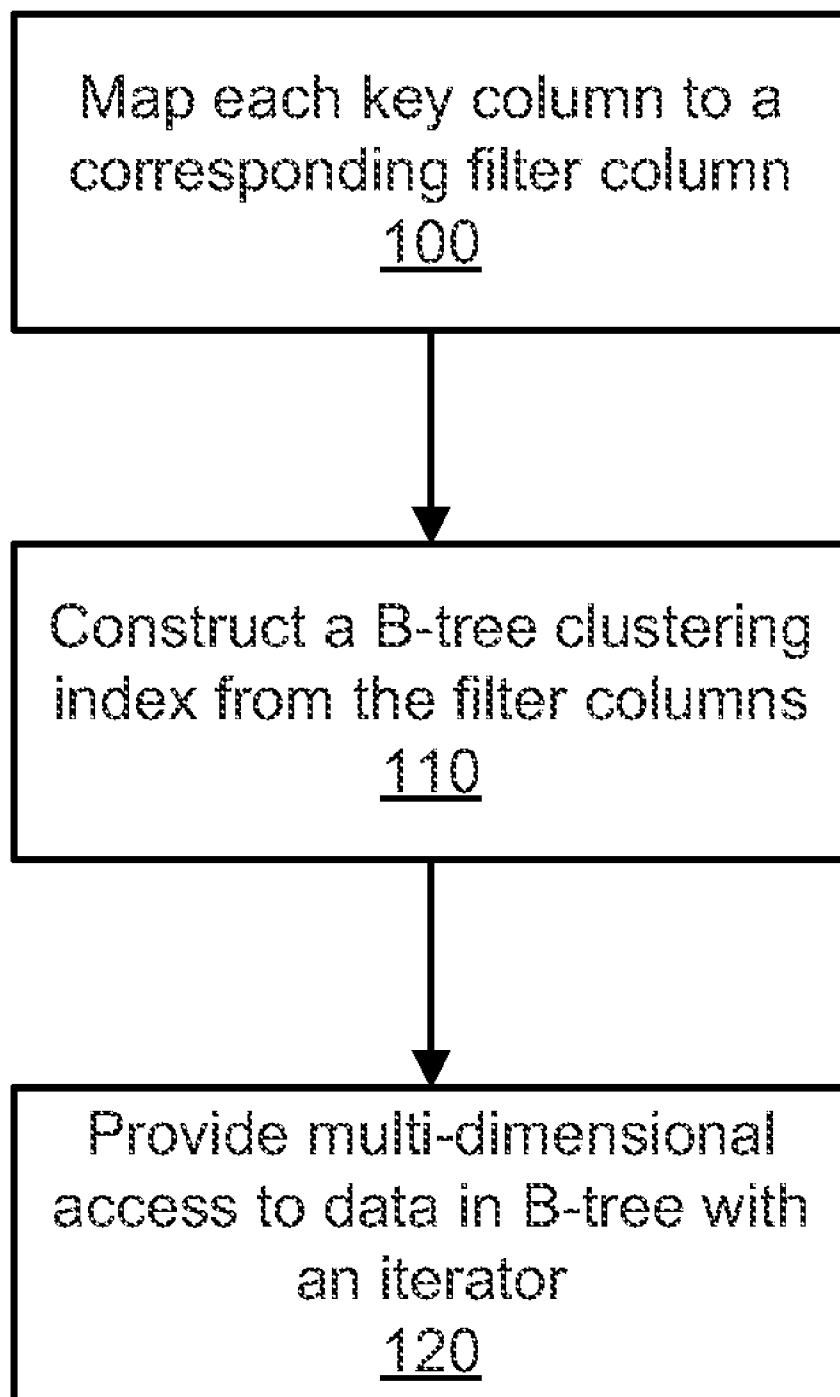 Map each key column to a
corresponding filter column
100
Construct a B-tree clustering
index from the filter columns
110
Provide multi-dimensional
access to data in B-tree with
an iterator
120